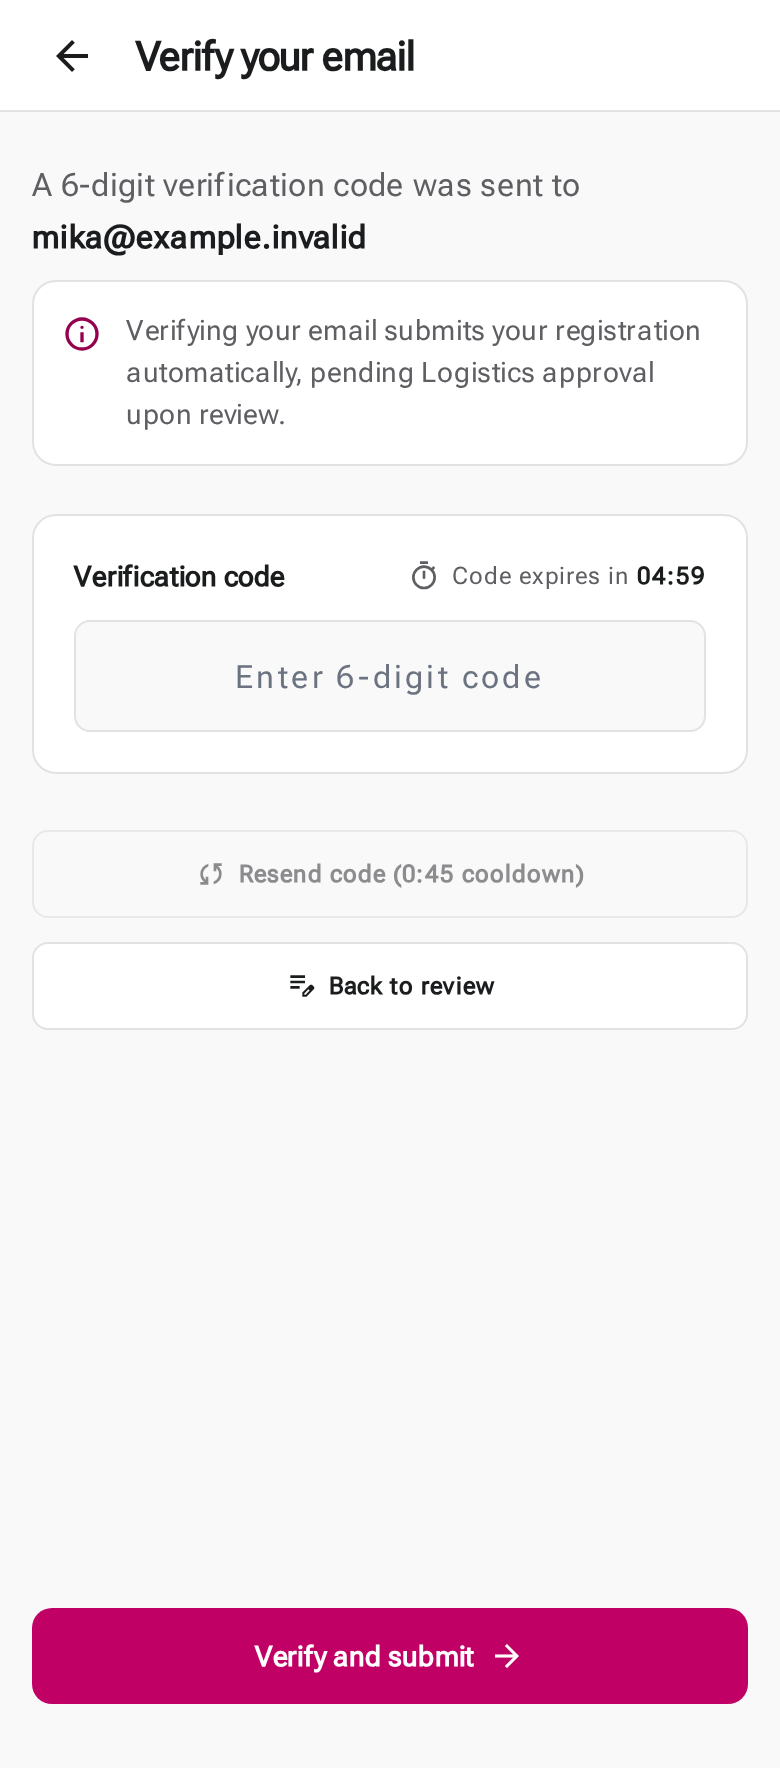 Verify your email
A 6-digit verification code was sent to
mika@example.invalid
Verifying your email submits your registration
automatically, pending Logistics approval
upon review.
Verification code
Code expires in 04:59
Enter 6-digit code
Resend code (0:45 cooldown)
Back to review
Verify and submit